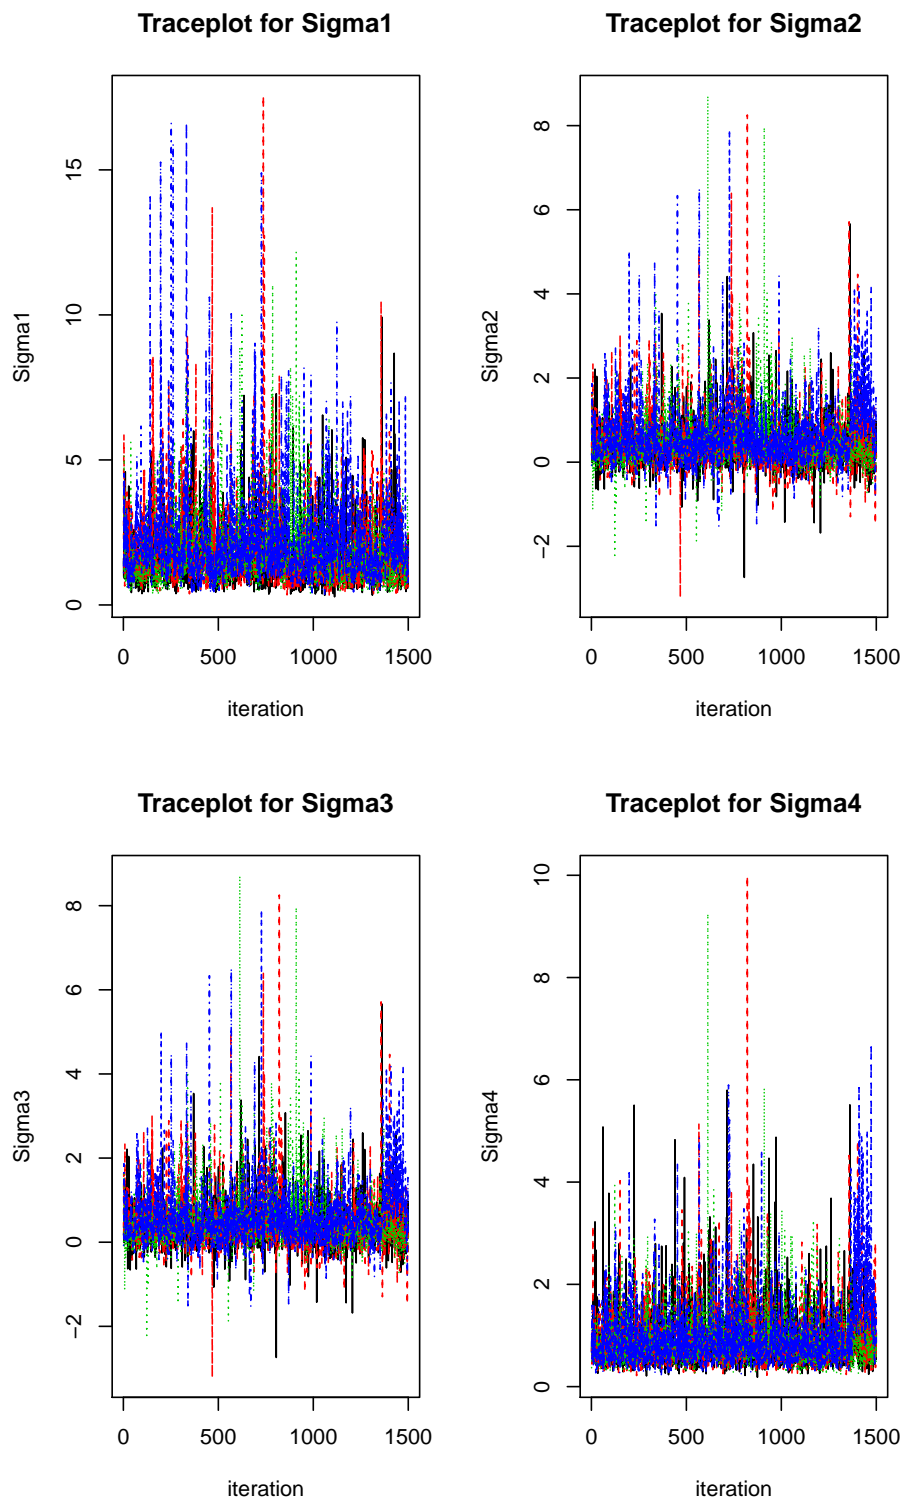 Traceplot for Sigma1
Sigma1
15
10
5
0
0 500 1000 1500
iteration
Traceplot for Sigma2
Sigma2
8
6
4
2
0
−2
0 500 1000 1500
iteration
Traceplot for Sigma3
Sigma3
8
6
4
2
0
−2
0 500 1000 1500
iteration
Traceplot for Sigma4
Sigma4
10
8
6
4
2
0
0 500 1000 1500
iteration